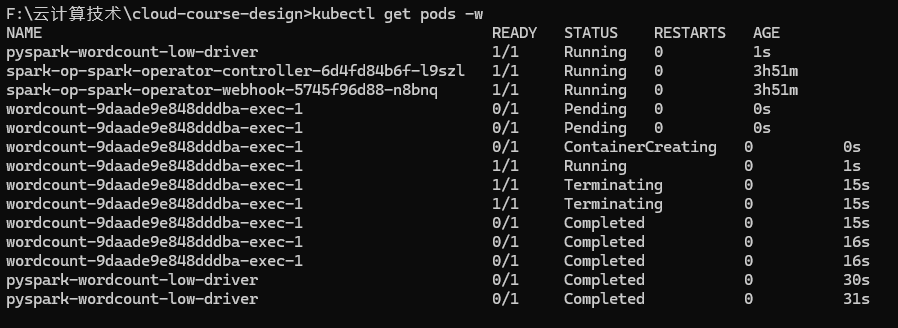 F:\云计算技术\cloud-course-design>kubectl get pods -w
NAME READY STATUS RESTARTS AGE
pyspark-wordcount-low-driver 1/1 Running 0 1s
spark-op-spark-operator-controller-6d4fd84b6f-l9szl 1/1 Running 0 3h51m
spark-op-spark-operator-webhook-5745f96d88-n8bnq 1/1 Running 0 3h51m
wordcount-9daade9e848dddba-exec-1 0/1 Pending 0 0s
wordcount-9daade9e848dddba-exec-1 0/1 Pending 0 0s
wordcount-9daade9e848dddba-exec-1 0/1 ContainerCreating 0 0s
wordcount-9daade9e848dddba-exec-1 1/1 Running 0 1s
wordcount-9daade9e848dddba-exec-1 1/1 Terminating 0 15s
wordcount-9daade9e848dddba-exec-1 1/1 Terminating 0 15s
wordcount-9daade9e848dddba-exec-1 0/1 Completed 0 15s
wordcount-9daade9e848dddba-exec-1 0/1 Completed 0 16s
wordcount-9daade9e848dddba-exec-1 0/1 Completed 0 16s
pyspark-wordcount-low-driver 0/1 Completed 0 30s
pyspark-wordcount-low-driver 0/1 Completed 0 31s